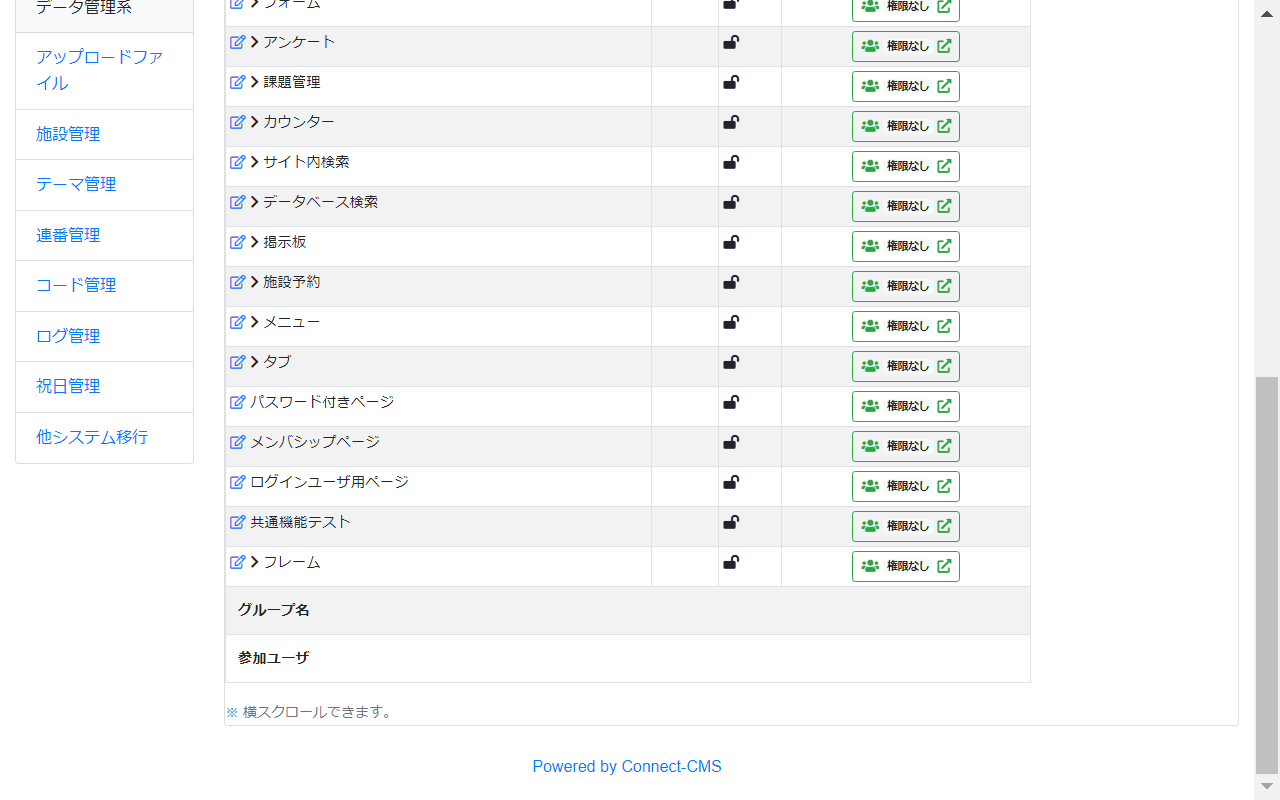 データ管理系
アップロードファ
イル
施設管理
テーマ管理
連番管理
コード管理
ログ管理
祝日管理
他システム移行
フォーム 権限なし
アンケート 権限なし
課題管理 権限なし
カウンター 権限なし
サイト内検索 権限なし
データベース検索 権限なし
掲示板 権限なし
施設予約 権限なし
メニュー 権限なし
タブ 権限なし
パスワード付きページ 権限なし
メンバシップページ 権限なし
ログインユーザ用ページ 権限なし
共通機能テスト 権限なし
フレーム 権限なし
グループ名
参加ユーザ
※ 横スクロールできます。
Powered by Connect-CMS